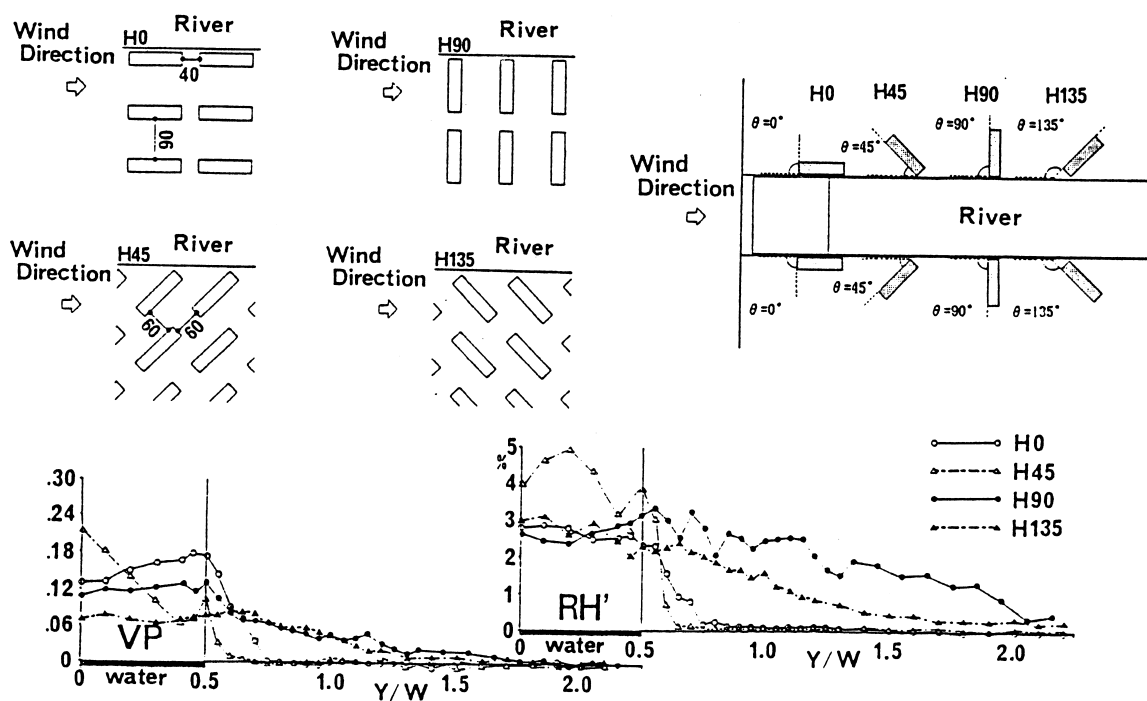 Wind
Direction
River
H0
40
90
Wind
Direction
River
H90
H0 H45 H90 H135
θ=0° θ=45° θ=90° θ=135°
Wind
Direction
River
θ=0° θ=45° θ=90° θ=135°
Wind
Direction
River
H45
60 60
Wind
Direction
River
H135
.30
.24
.18
.12
.06
0
VP
water
0.5 1.0 1.5 2.0
Y/W
5
4
3
2
1
0
RH'
water
0.5 1.0 1.5 2.0
Y/W
H0
H45
H90
H135